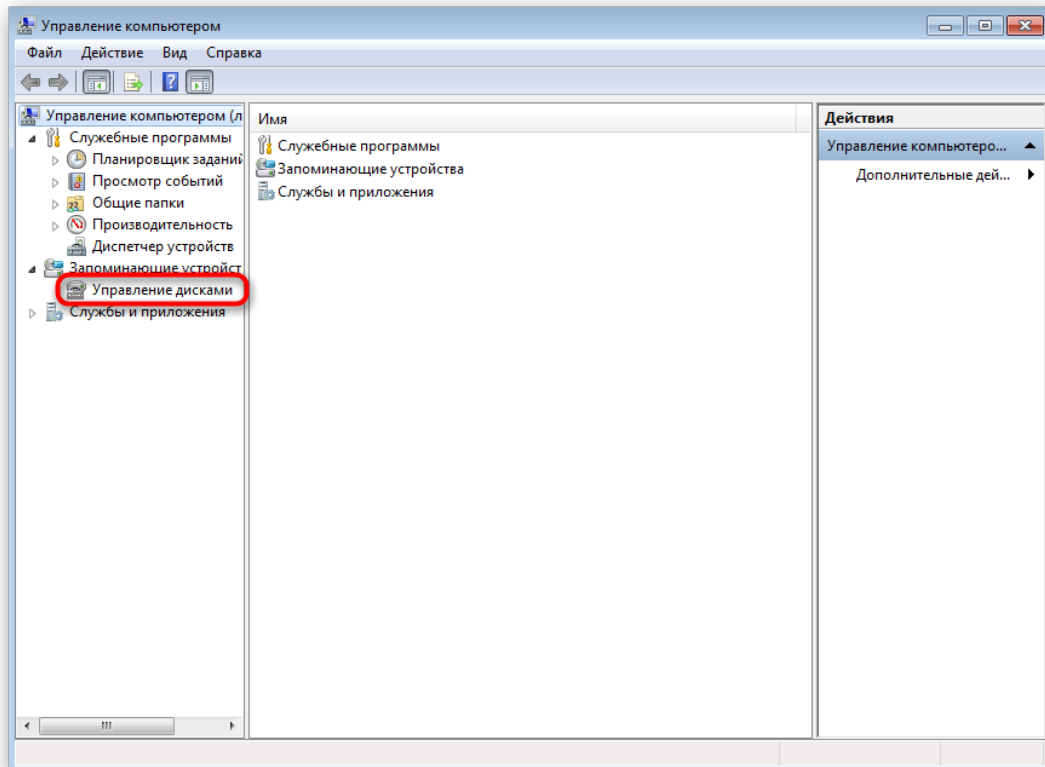 Управление компьютером
Файл Действие Вид Справка
Управление компьютером (л
Служебные программы
Планировщик заданий
Просмотр событий
Общие папки
Производительность
Диспетчер устройств
Запоминающие устройст
Управление дисками
Службы и приложения
Имя
Служебные программы
Запоминающие устройства
Службы и приложения
Действия
Управление компьютеро...
Дополнительные дей...